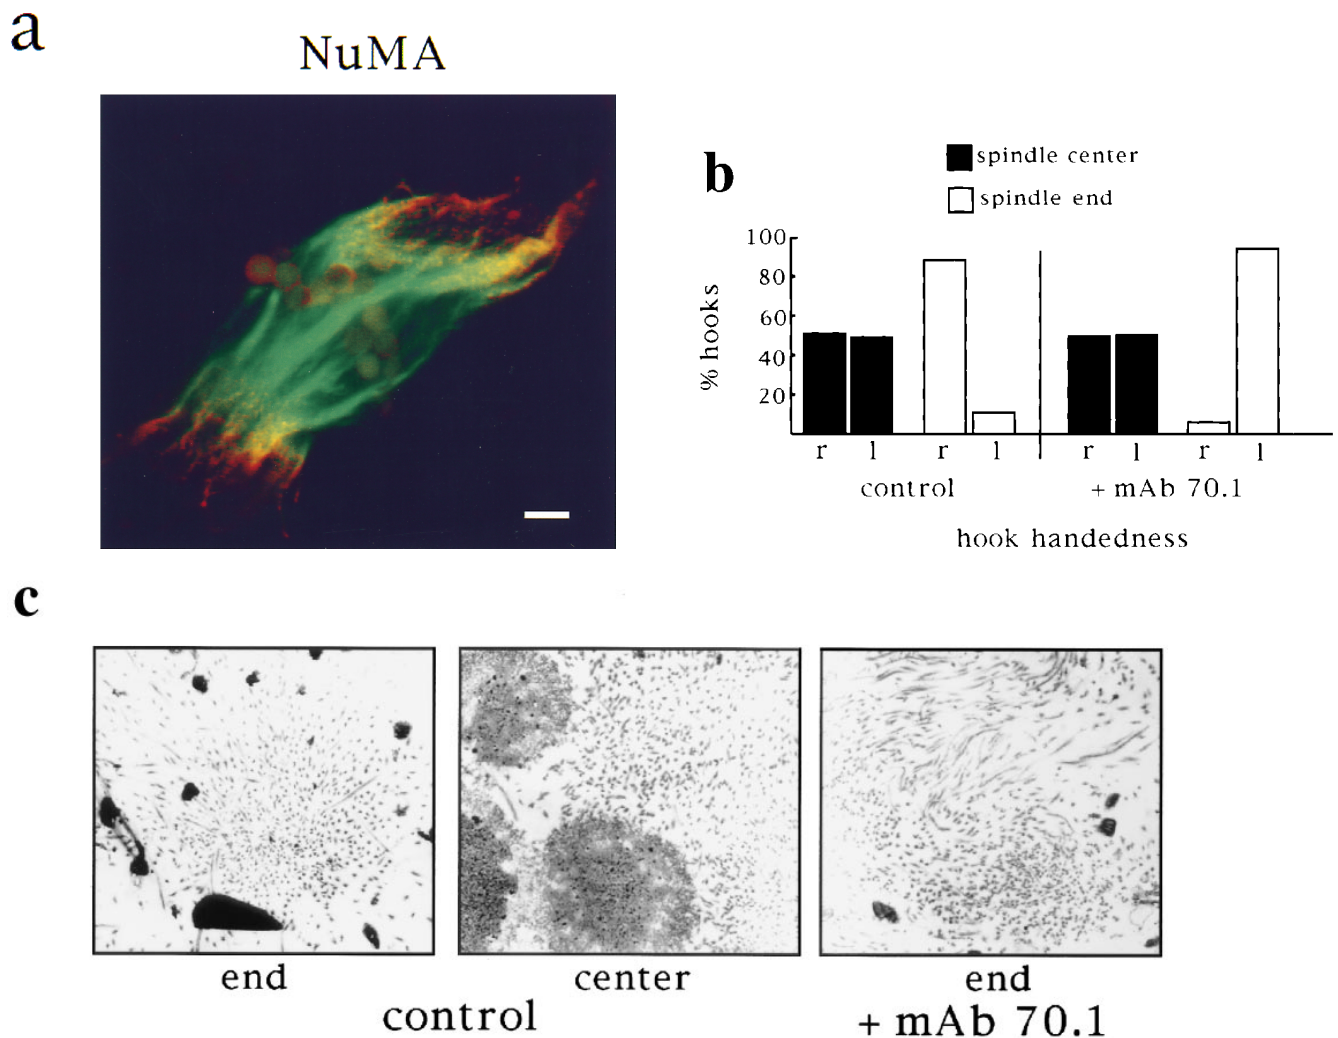 a
NuMA
b
spindle center
spindle end
% hooks
100
80
60
40
20
r l r l r l r l
control + mAb 70.1
hook handedness
c
end center end
control + mAb 70.1